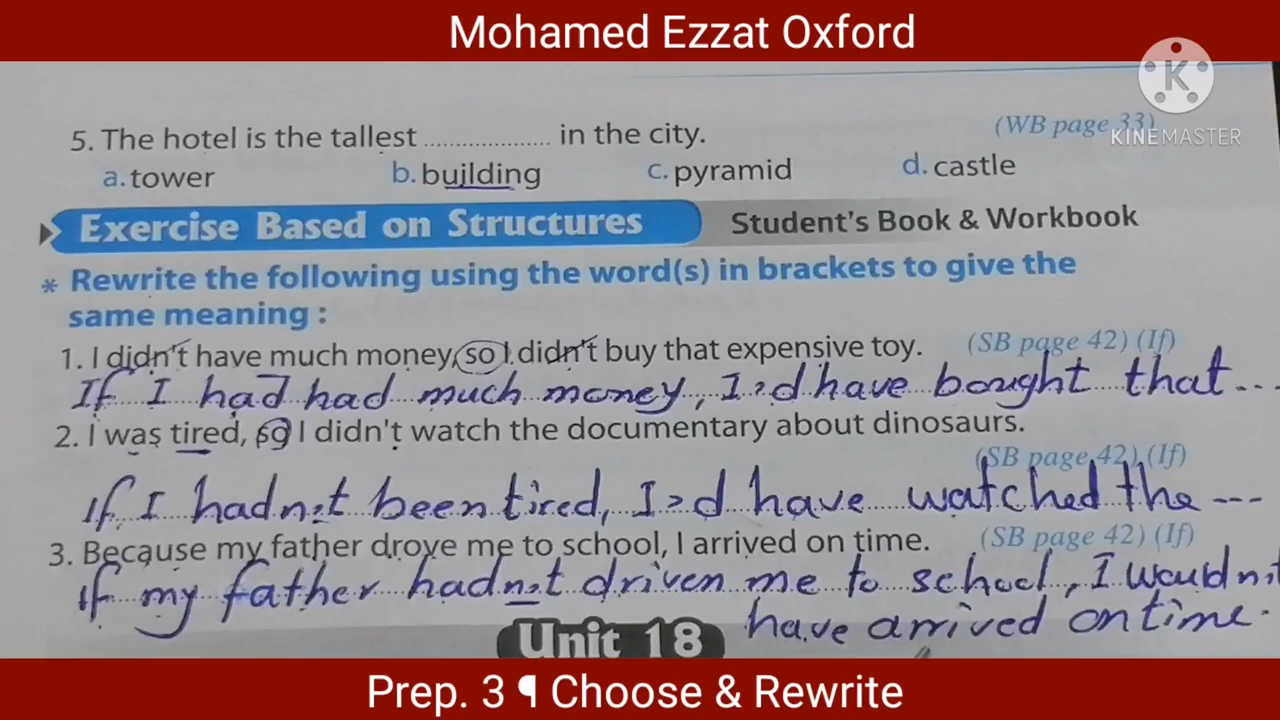 Mohamed Ezzat Oxford
K
KINEMASTER
5. The hotel is the tallest .................... in the city. (WB page 33)
a. tower b. building c. pyramid d. castle
Exercise Based on Structures Student's Book & Workbook
* Rewrite the following using the word(s) in brackets to give the
same meaning :
1. I didn't have much money, so I didn't buy that expensive toy. (SB page 42) (If)
If I had had much money, I'd have bought that...
2. I was tired, so I didn't watch the documentary about dinosaurs.
(SB page 42) (If)
If I hadn't been tired, I'd have watched the ---
3. Because my father drove me to school, I arrived on time. (SB page 42) (If)
If my father hadn't driven me to school, I wouldn't
have arrived on time.
Unit 18
Prep. 3 ¶ Choose & Rewrite